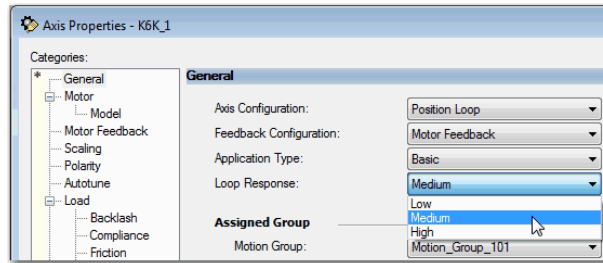 Axis Properties - K6K_1
Categories:
* General
Motor
Model
Motor Feedback
Scaling
Polarity
Autotune
Load
Backlash
Compliance
Friction
General
Axis Configuration: Position Loop
Feedback Configuration: Motor Feedback
Application Type: Basic
Loop Response: Medium
Low
Medium
High
Assigned Group
Motion Group: Motion_Group_101